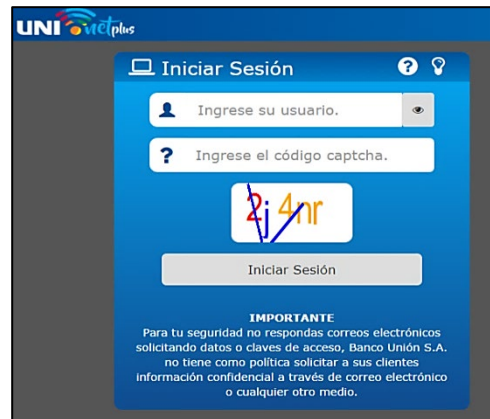 UNI netplus
Iniciar Sesión
Ingrese su usuario.
Ingrese el código captcha.
2j4nr
Iniciar Sesión
IMPORTANTE
Para tu seguridad no respondas correos electrónicos
solicitando datos o claves de acceso, Banco Unión S.A.
no tiene como política solicitar a sus clientes
información confidencial a través de correo electrónico
o cualquier otro medio.